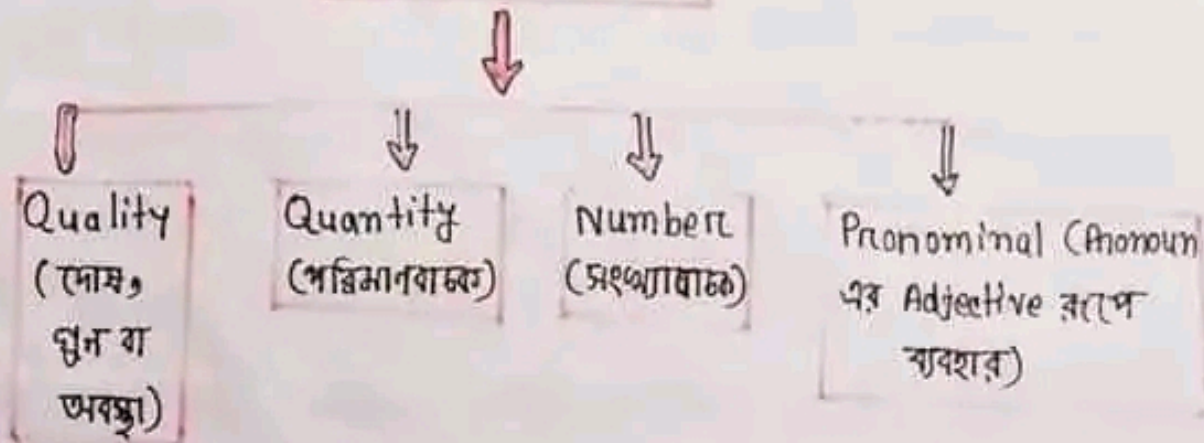 Quality
(দোষ,
গুন বা
অবস্থা)
Quantity
(পরিমানবাচক)
Number
(সংখ্যাবাচক)
Pronominal (Pronoun
এর Adjective রূপে
ব্যবহার)